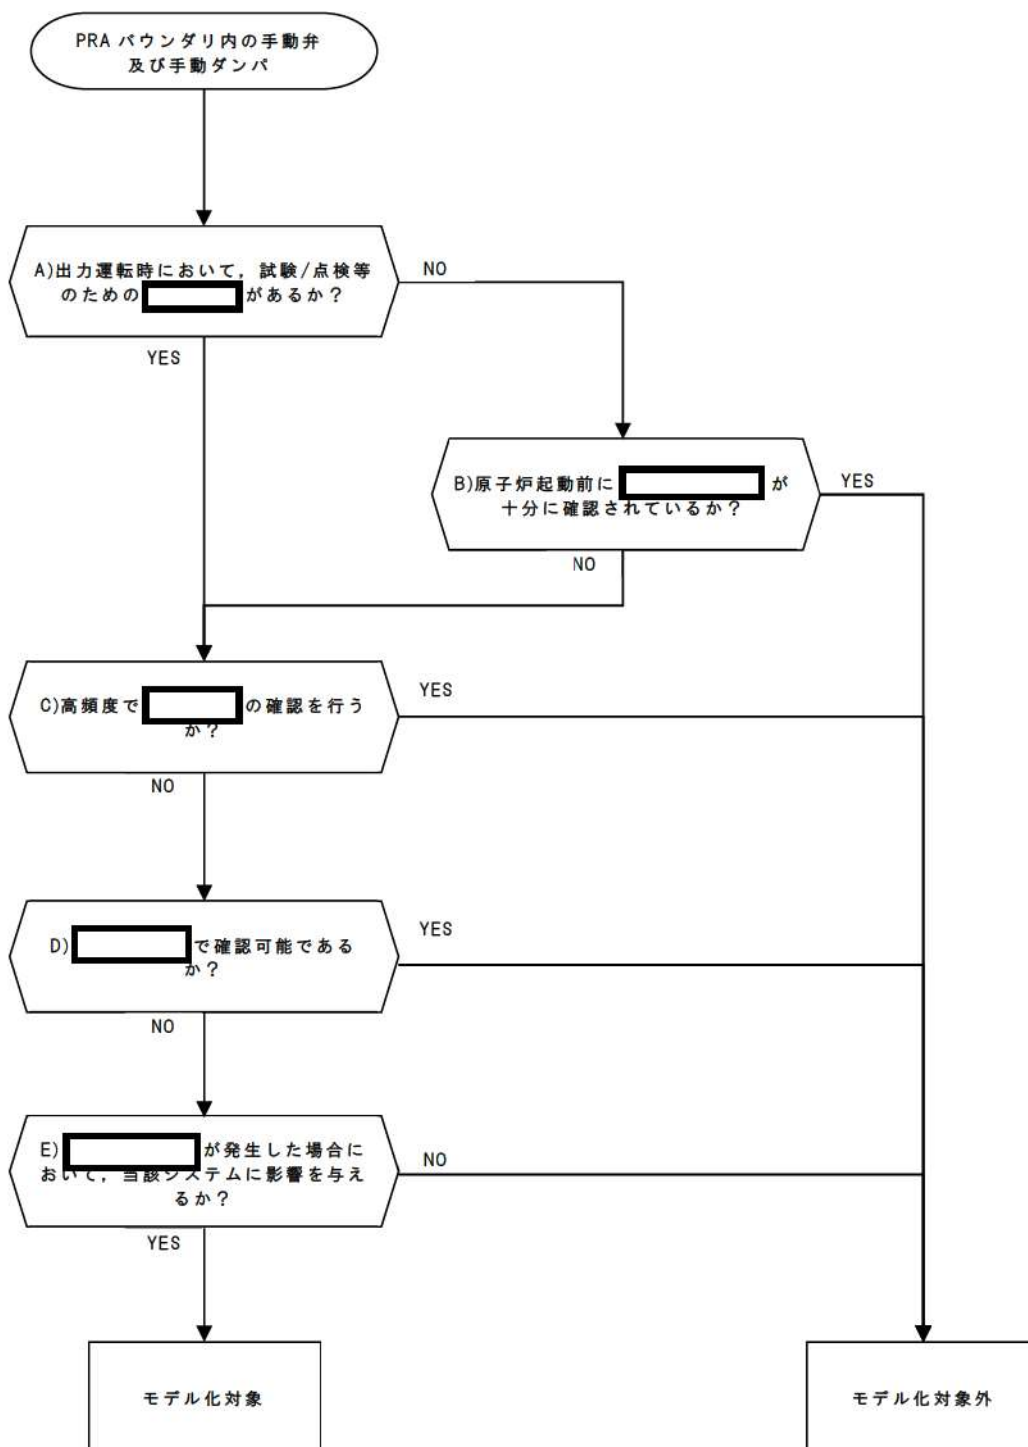 PRA バウンダリ内の手動弁
及び手動ダンパ
A)出力運転時において，試験/点検等
のための があるか？
NO
YES
B)原子炉起動前に が
十分に確認されているか？
YES
NO
C)高頻度で の確認を行う
か？
YES
NO
D) で確認可能である
か？
YES
NO
E) が発生した場合に
おいて，当該システムに影響を与え
るか？
NO
YES
モデル化対象
モデル化対象外